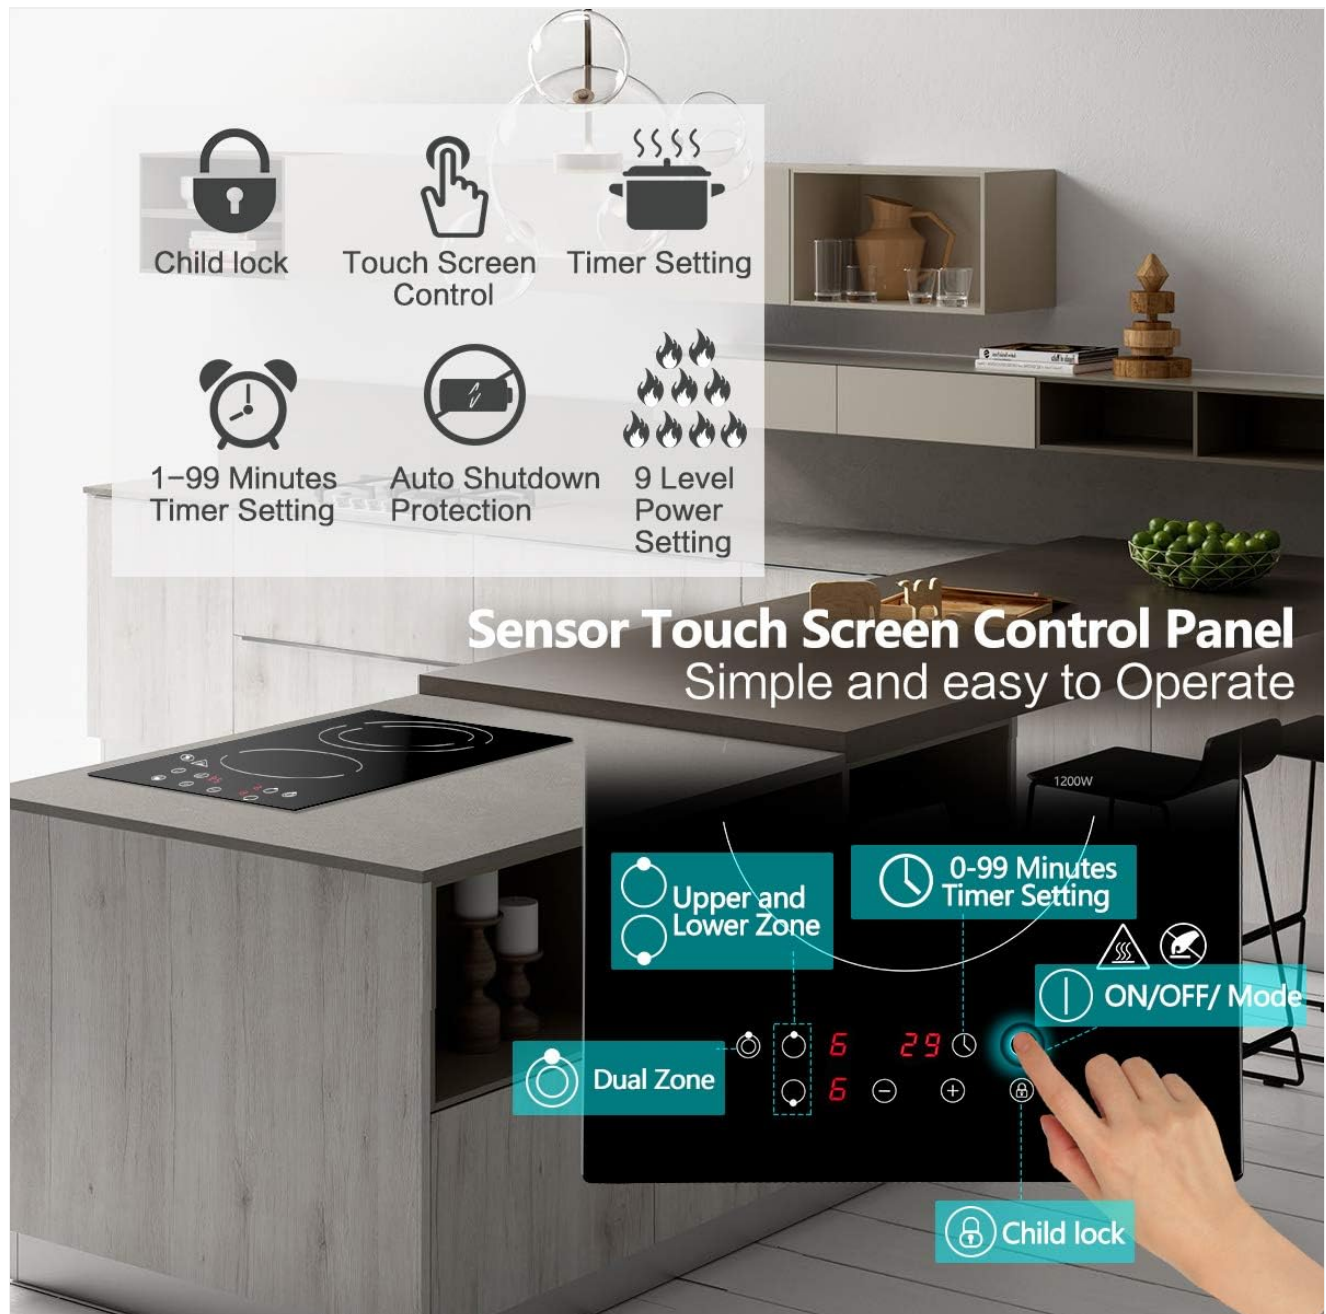 Child lock
Touch Screen
Control
Timer Setting
1-99 Minutes
Timer Setting
Auto Shutdown
Protection
9 Level
Power
Setting
Sensor Touch Screen Control Panel
Simple and easy to Operate
1200W
Upper and
Lower Zone
0-99 Minutes
Timer Setting
ON/OFF/ Mode
Dual Zone
6
29
6
Child lock